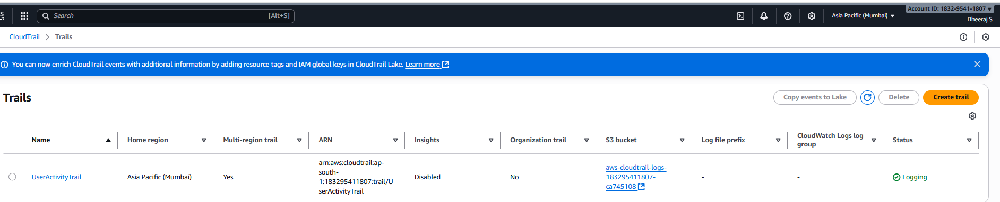 Search [Alt+S] Asia Pacific (Mumbai) Account ID: 1832-9541-1807
Dheeraj S
CloudTrail > Trails
You can now enrich CloudTrail events with additional information by adding resource tags and IAM global keys in CloudTrail Lake. Learn more
Trails Copy events to Lake Delete Create trail
Name Home region Multi-region trail ARN Insights Organization trail S3 bucket Log file prefix CloudWatch Logs log group Status
UserActivityTrail Asia Pacific (Mumbai) Yes arn:aws:cloudtrail:ap-south-1:183295411807:trail/UserActivityTrail Disabled No aws-cloudtrail-logs-183295411807-ca745108 - - Logging